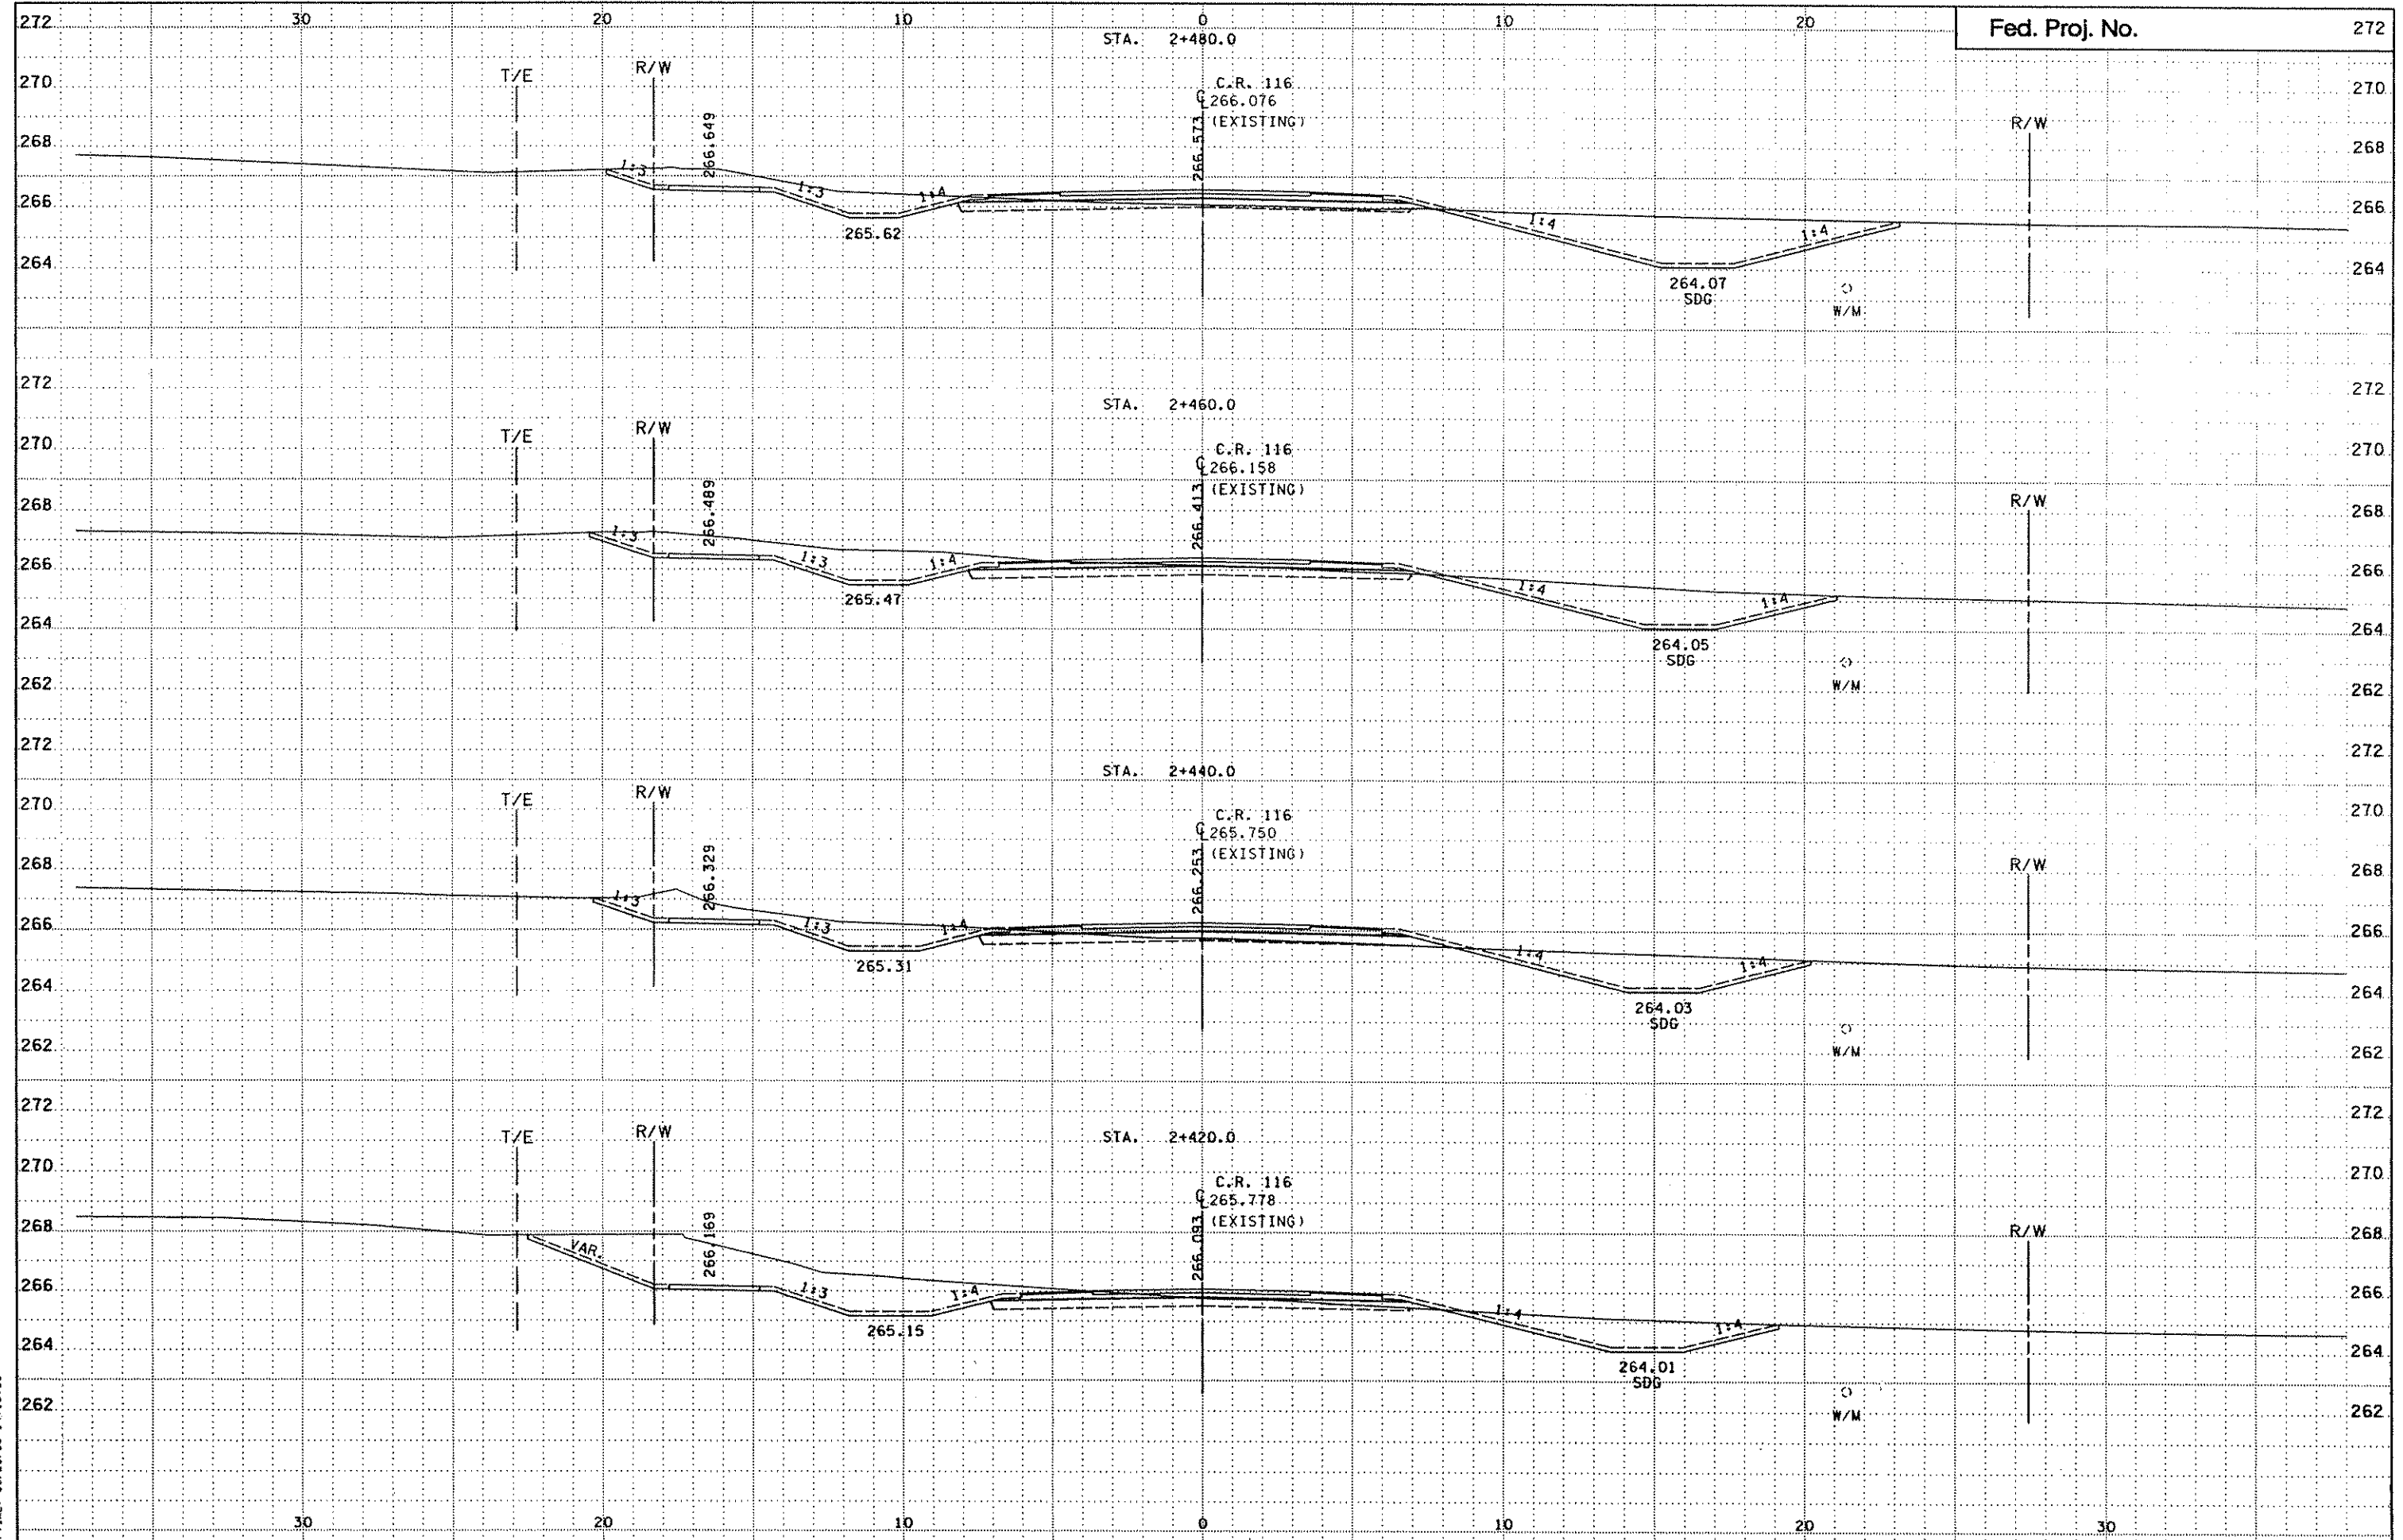 30 20 10 0 10 20
Fed. Proj. No.
272 272
STA. 2+480.0
T/E R/W
270 270
C.R. 116
℄ 266.076
(EXISTING)
266.649
266.573
R/W
268 268
1:3 1:3 1:4 1:4 1:4
266 266
265.62
264 264
264.07
SDG
W/M
272 272
STA. 2+460.0
T/E R/W
270 270
C.R. 116
℄ 266.158
(EXISTING)
266.489
266.413
R/W
268 268
1:3 1:3 1:4 1:4 1:4
266 266
265.47
264 264
264.05
SDG
W/M
262 262
272 272
STA. 2+440.0
T/E R/W
270 270
C.R. 116
℄ 265.750
(EXISTING)
266.329
266.253
R/W
268 268
1:3 1:3 1:4 1:4 1:4
266 266
265.31
264 264
264.03
SDG
W/M
262 262
272 272
STA. 2+420.0
T/E R/W
270 270
C.R. 116
℄ 265.778
(EXISTING)
266.169
266.093
R/W
268 268
VAR. 1:3 1:4 1:4 1:4
266 266
265.15
264 264
264.01
SDG
W/M
262 262
30 20 10 0 10 20 30